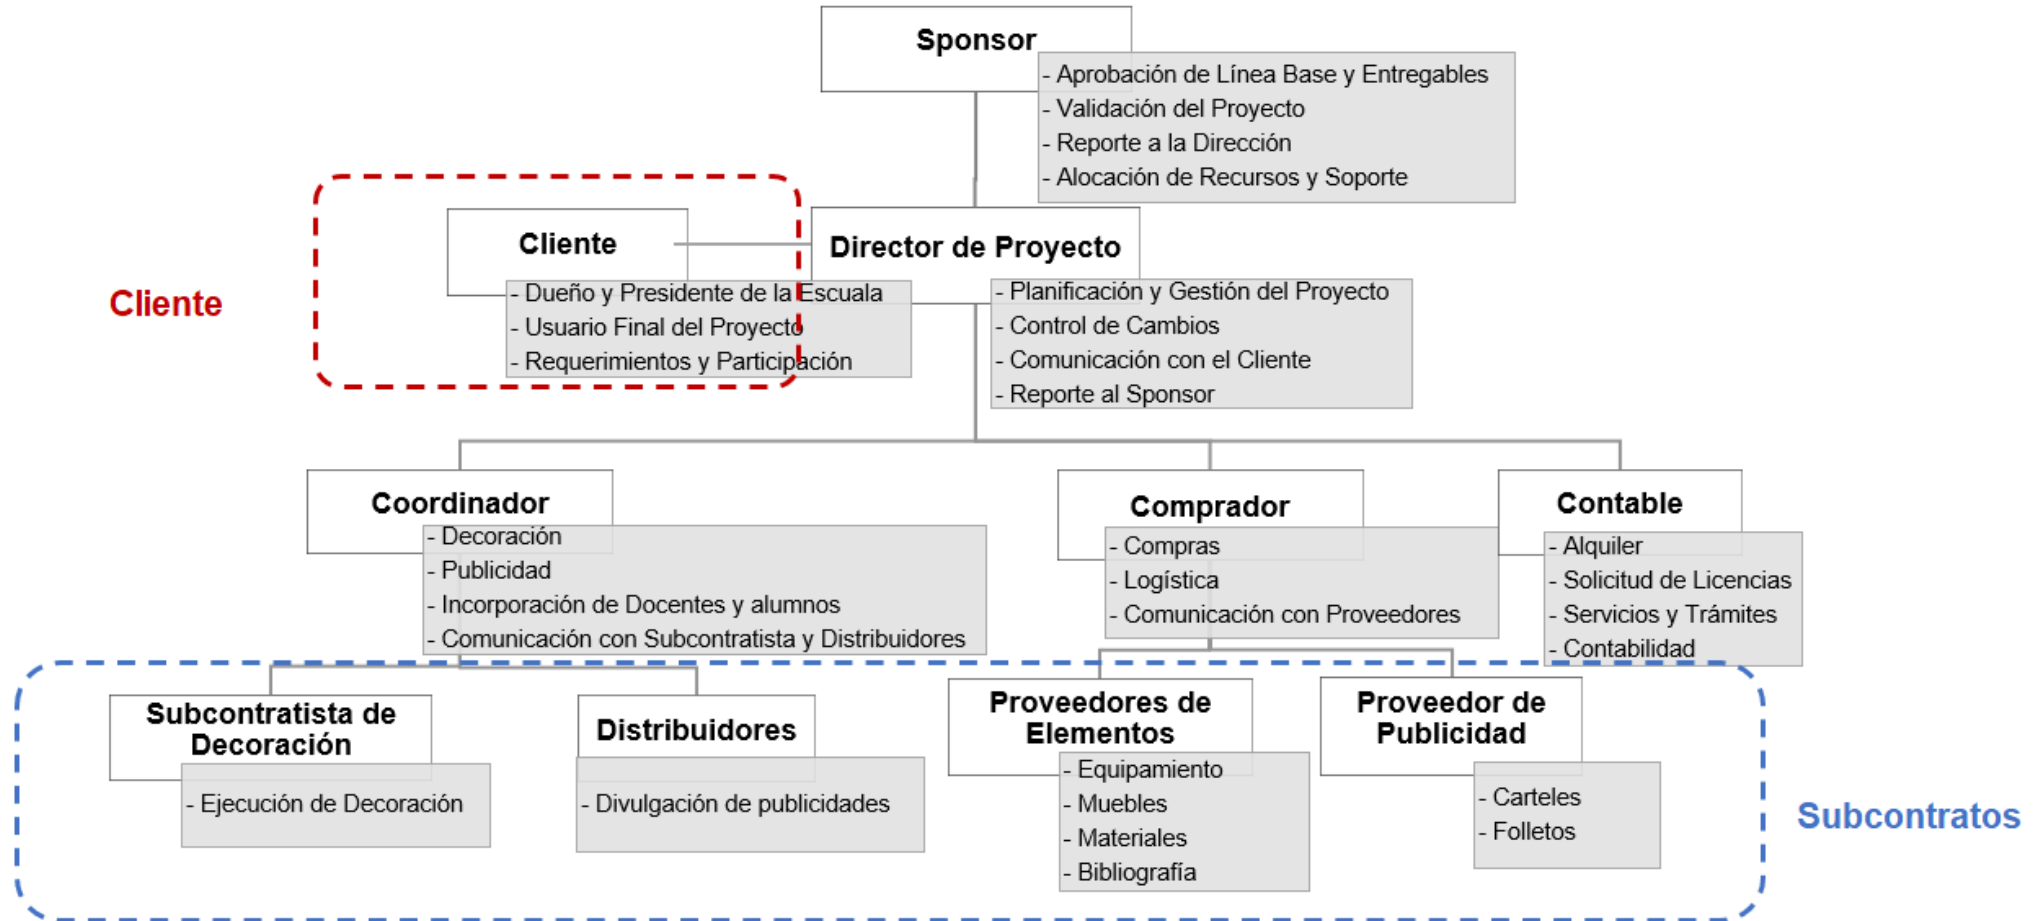 Sponsor
- Aprobación de Línea Base y Entregables
- Validación del Proyecto
- Reporte a la Dirección
- Alocación de Recursos y Soporte
Cliente
Cliente
- Dueño y Presidente de la Escuala
- Usuario Final del Proyecto
- Requerimientos y Participación
Director de Proyecto
- Planificación y Gestión del Proyecto
- Control de Cambios
- Comunicación con el Cliente
- Reporte al Sponsor
Coordinador
- Decoración
- Publicidad
- Incorporación de Docentes y alumnos
- Comunicación con Subcontratista y Distribuidores
Comprador
- Compras
- Logística
- Comunicación con Proveedores
Contable
- Alquiler
- Solicitud de Licencias
- Servicios y Trámites
- Contabilidad
Subcontratista de
Decoración
- Ejecución de Decoración
Distribuidores
- Divulgación de publicidades
Proveedores de
Elementos
- Equipamiento
- Muebles
- Materiales
- Bibliografía
Proveedor de
Publicidad
- Carteles
- Folletos
Subcontratos